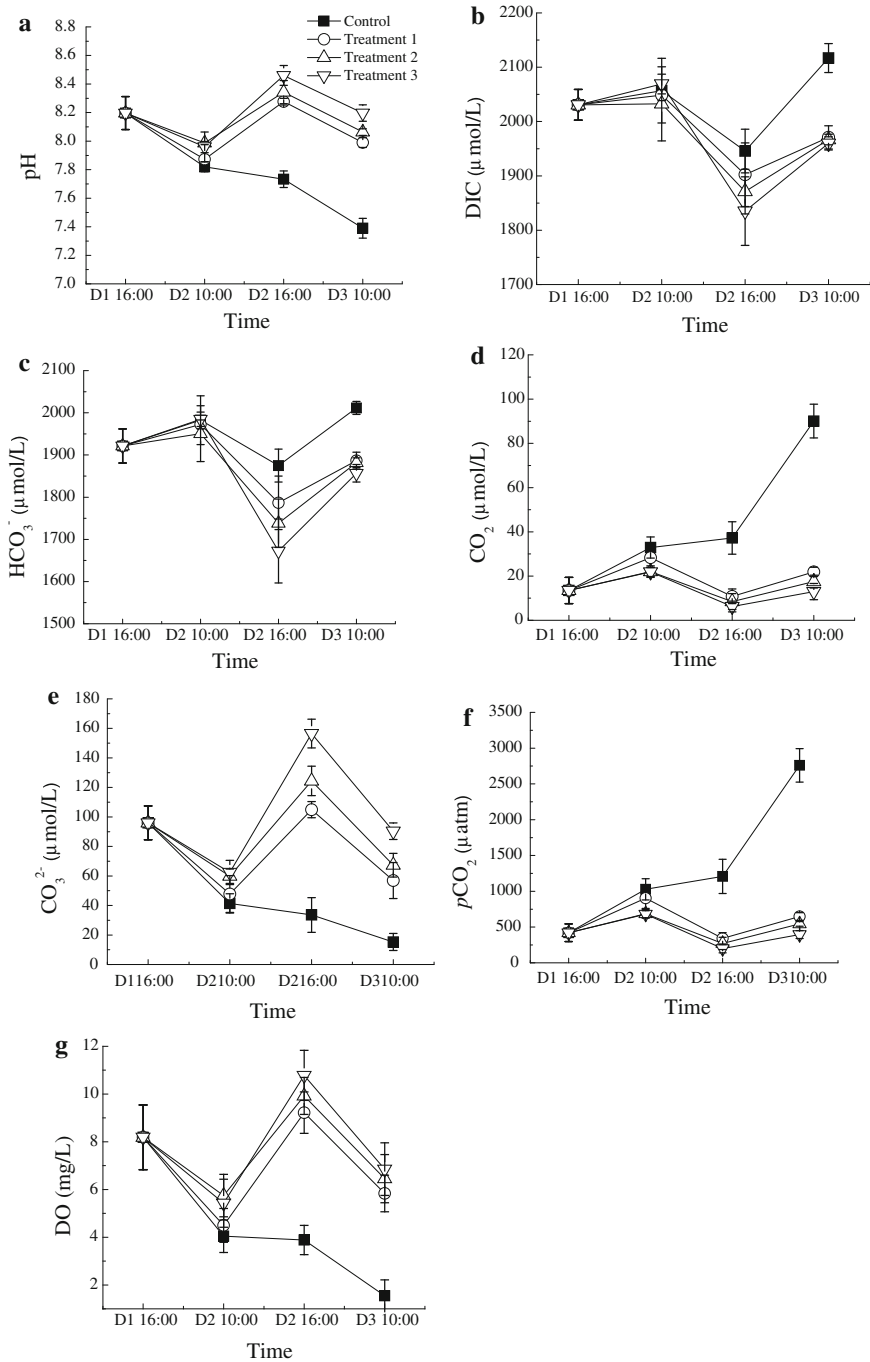 a
8.8
8.6
8.4
8.2
8.0
7.8
7.6
7.4
7.2
7.0
pH
Control
Treatment 1
Treatment 2
Treatment 3
D1 16:00 D2 10:00 D2 16:00 D3 10:00
Time
b
2200
2100
2000
1900
1800
1700
DIC (μ mol/L)
D1 16:00 D2 10:00 D2 16:00 D3 10:00
Time
c
2100
2000
1900
1800
1700
1600
1500
HCO₃⁻ (μ mol/L)
D1 16:00 D2 10:00 D2 16:00 D3 10:00
Time
d
120
100
80
60
40
20
0
CO₂ (μ mol/L)
D1 16:00 D2 10:00 D2 16:00 D3 10:00
Time
e
180
160
140
120
100
80
60
40
20
0
CO₃²⁻ (μ mol/L)
D116:00 D210:00 D216:00 D310:00
Time
f
3500
3000
2500
2000
1500
1000
500
0
pCO₂ (μ atm)
D1 16:00 D2 10:00 D2 16:00 D310:00
Time
g
12
10
8
6
4
2
DO (mg/L)
D1 16:00 D2 10:00 D2 16:00 D3 10:00
Time